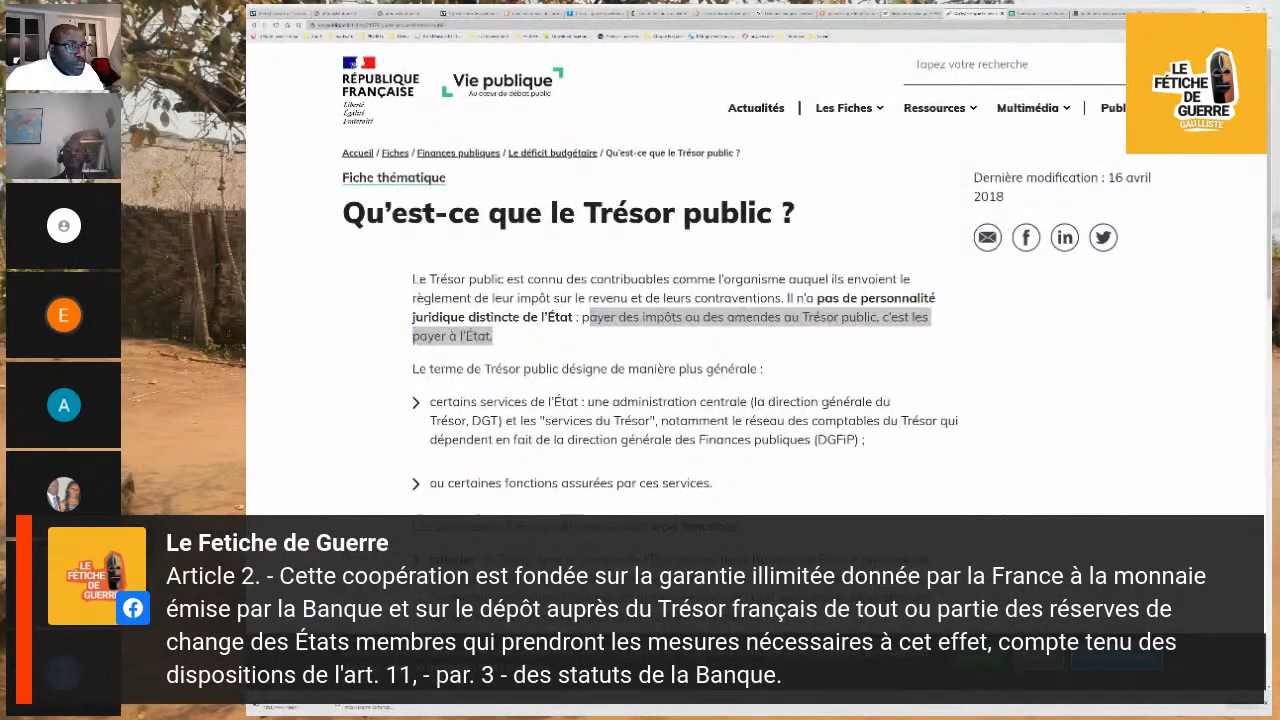 RÉPUBLIQUE
FRANÇAISE
Liberté
Égalité
Fraternité
Vie publique
Au cœur du débat public
Tapez votre recherche
Actualités | Les Fiches Ressources Multimédia | Publ
LE
FÉTICHE
DE
GUERRE
GAULLISTE
Accueil / Fiches / Finances publiques / Le déficit budgétaire / Qu'est-ce que le Trésor public ?
Fiche thématique
Dernière modification : 16 avril
2018
Qu'est-ce que le Trésor public ?
Le Trésor public est connu des contribuables comme l'organisme auquel ils envoient le
règlement de leur impôt sur le revenu et de leurs contraventions. Il n'a pas de personnalité
juridique distincte de l'État : payer des impôts ou des amendes au Trésor public, c'est les
payer à l'État.
Le terme de Trésor public désigne de manière plus générale :
certains services de l'État : une administration centrale (la direction générale du
Trésor, DGT) et les "services du Trésor", notamment le réseau des comptables du Trésor qui
dépendent en fait de la direction générale des Finances publiques (DGFiP) ;
ou certaines fonctions assurées par ces services.
E
A
LE
FÉTICHE
DE
GUERRE
Le Fetiche de Guerre
Article 2. - Cette coopération est fondée sur la garantie illimitée donnée par la France à la monnaie
émise par la Banque et sur le dépôt auprès du Trésor français de tout ou partie des réserves de
change des États membres qui prendront les mesures nécessaires à cet effet, compte tenu des
dispositions de l'art. 11, - par. 3 - des statuts de la Banque.